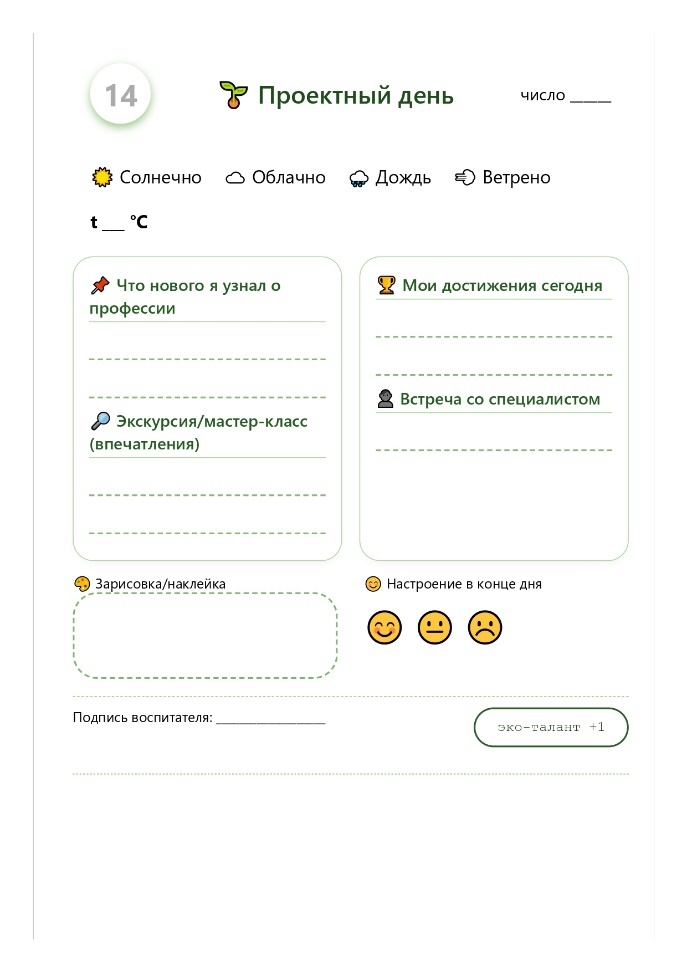 14
Проектный день
число _____
Солнечно Облачно Дождь Ветрено
t __ °C
Что нового я узнал о
профессии
Экскурсия/мастер-класс
(впечатления)
Мои достижения сегодня
Встреча со специалистом
Зарисовка/наклейка
Настроение в конце дня
Подпись воспитателя: ________________
эко-талант +1